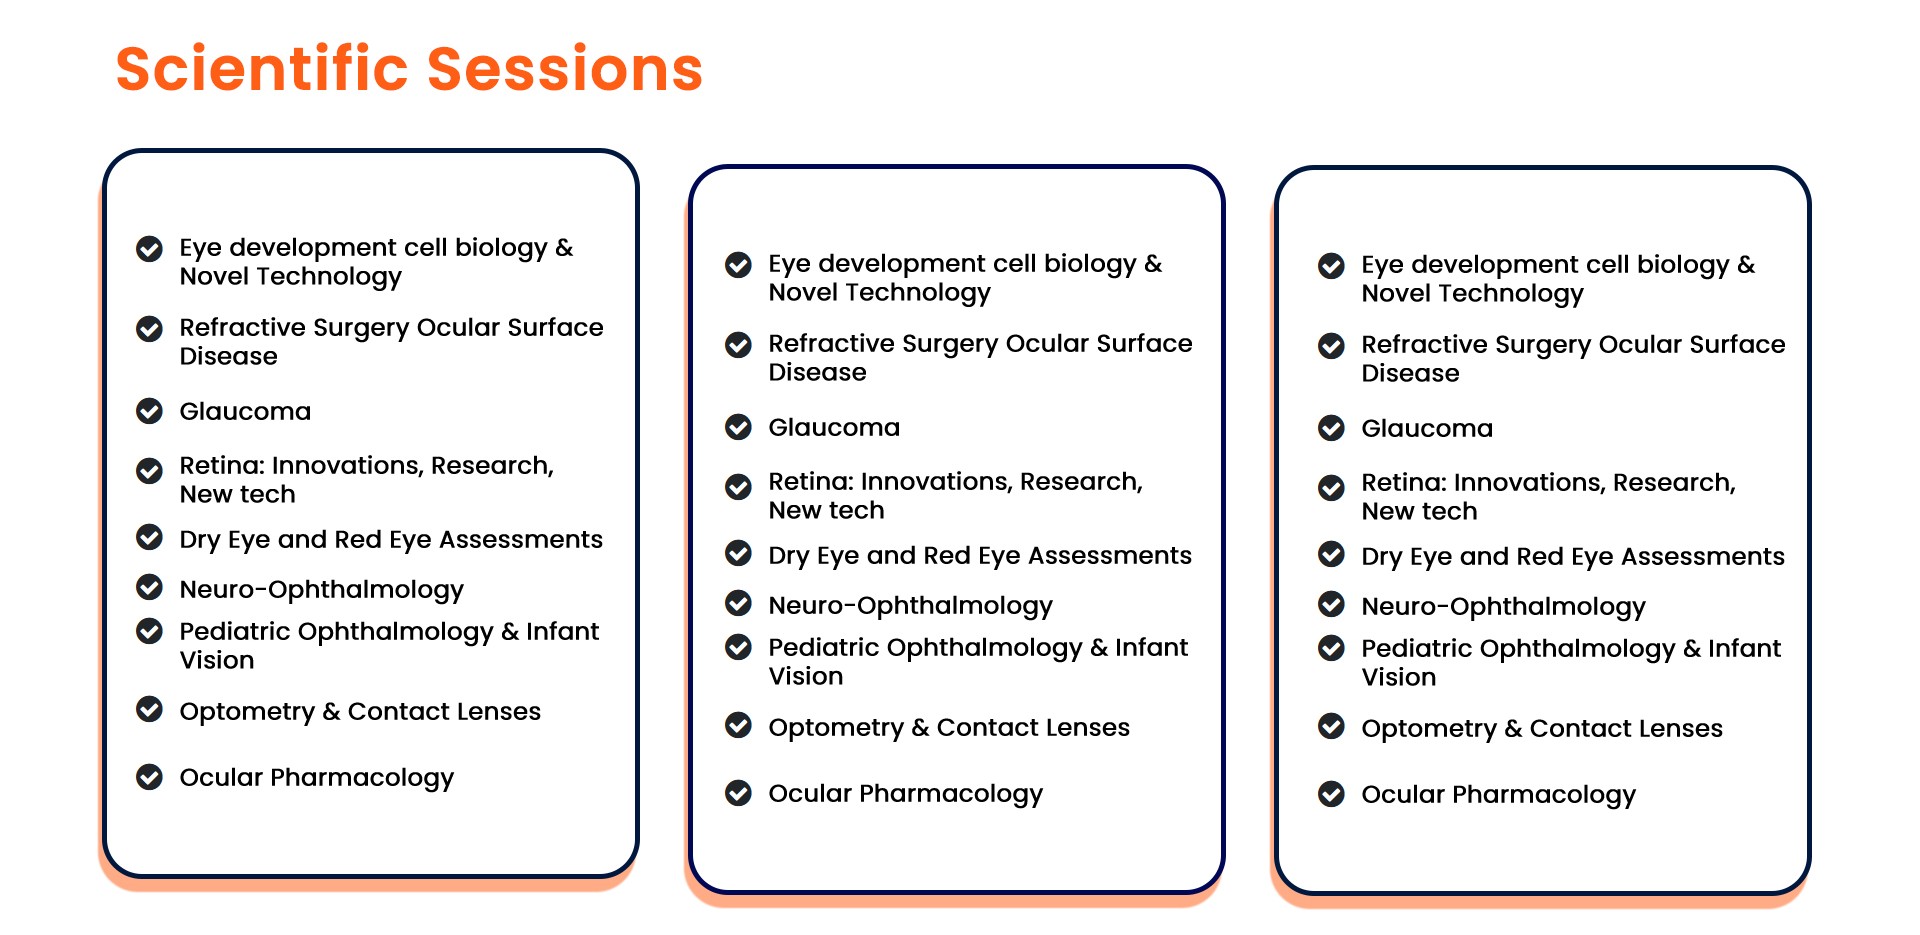 Scientific Sessions
Eye development cell biology &
Novel Technology
Refractive Surgery Ocular Surface
Disease
Glaucoma
Retina: Innovations, Research,
New tech
Dry Eye and Red Eye Assessments
Neuro-Ophthalmology
Pediatric Ophthalmology & Infant
Vision
Optometry & Contact Lenses
Ocular Pharmacology
Eye development cell biology &
Novel Technology
Refractive Surgery Ocular Surface
Disease
Glaucoma
Retina: Innovations, Research,
New tech
Dry Eye and Red Eye Assessments
Neuro-Ophthalmology
Pediatric Ophthalmology & Infant
Vision
Optometry & Contact Lenses
Ocular Pharmacology
Eye development cell biology &
Novel Technology
Refractive Surgery Ocular Surface
Disease
Glaucoma
Retina: Innovations, Research,
New tech
Dry Eye and Red Eye Assessments
Neuro-Ophthalmology
Pediatric Ophthalmology & Infant
Vision
Optometry & Contact Lenses
Ocular Pharmacology